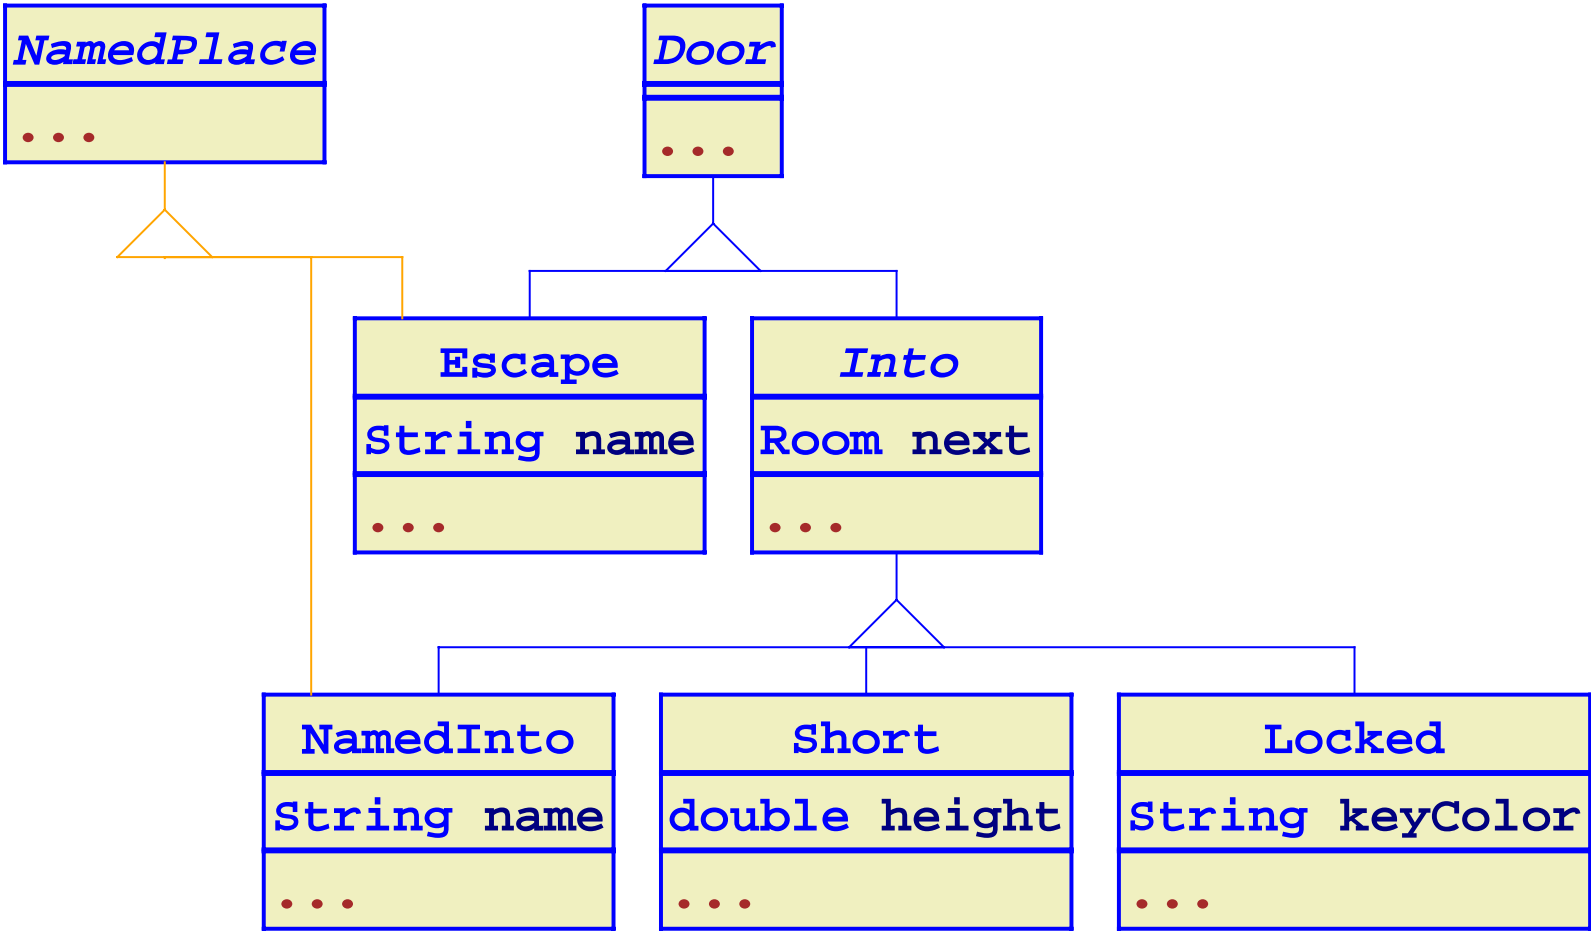 NamedPlace
...
Door
...
Escape
String name
...
Into
Room next
...
NamedInto
String name
...
Short
double height
...
Locked
String keyColor
...